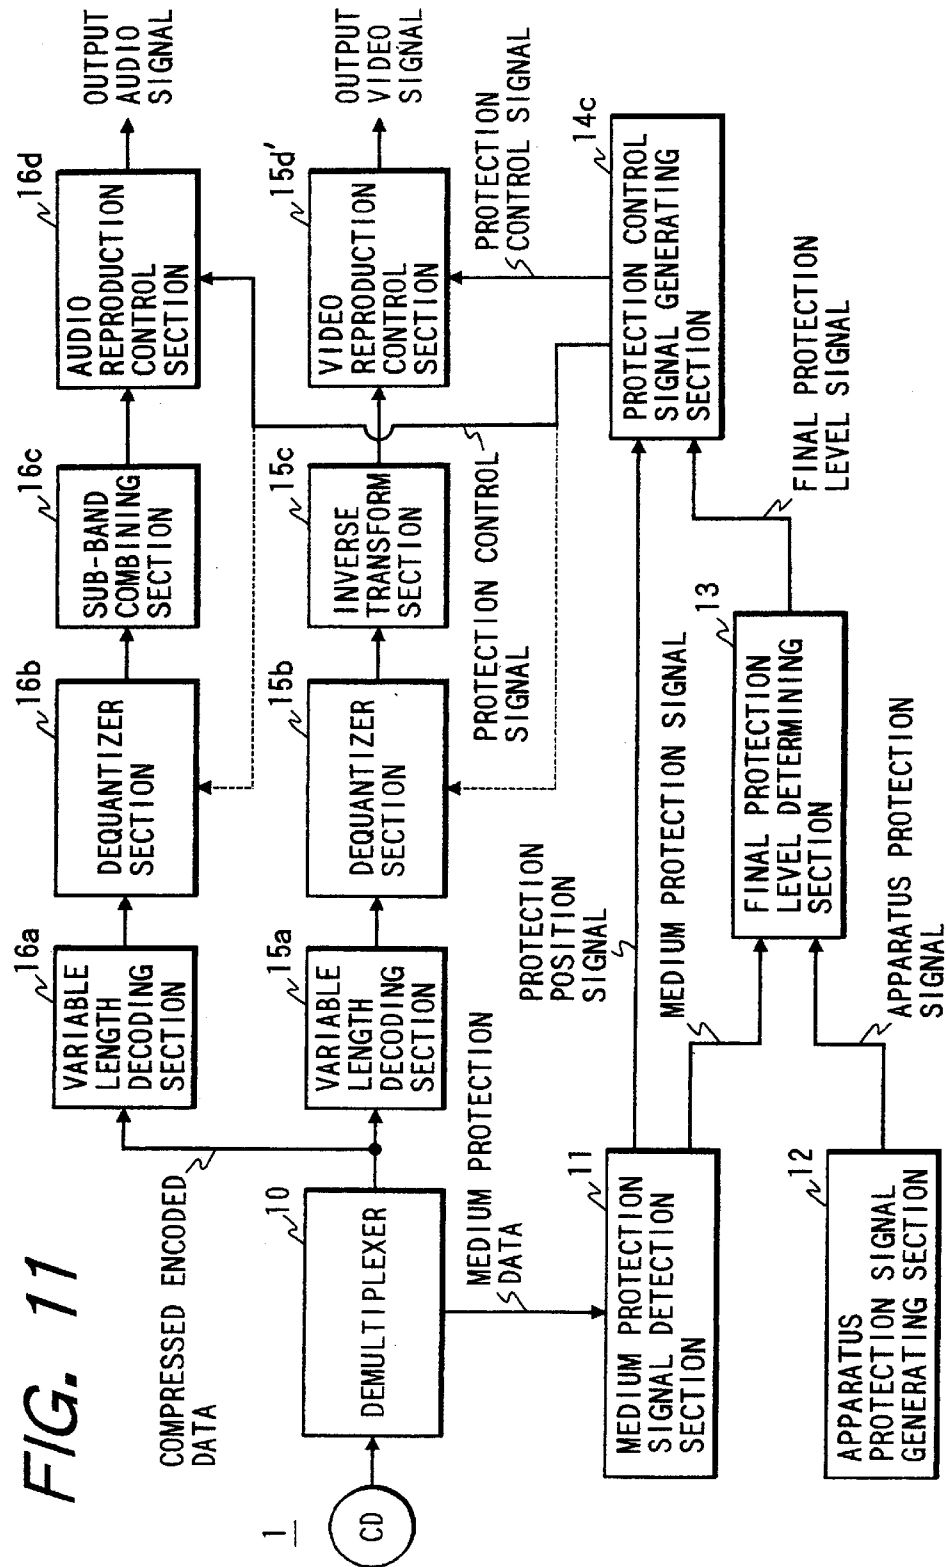 FIG. 11
1
CD
COMPRESSED ENCODED
DATA
10
DEMULTIPLEXER
MEDIUM PROTECTION
DATA
16a
VARIABLE
LENGTH
DECODING
SECTION
16b
DEQUANTIZER
SECTION
16c
SUB-BAND
COMBINING
SECTION
16d
AUDIO
REPRODUCTION
CONTROL
SECTION
OUTPUT
AUDIO
SIGNAL
15a
VARIABLE
LENGTH
DECODING
SECTION
15b
DEQUANTIZER
SECTION
15c
INVERSE
TRANSFORM
SECTION
15d'
VIDEO
REPRODUCTION
CONTROL
SECTION
OUTPUT
VIDEO
SIGNAL
PROTECTION CONTROL
SIGNAL
PROTECTION
CONTROL SIGNAL
11
MEDIUM PROTECTION
SIGNAL DETECTION
SECTION
PROTECTION
POSITION
SIGNAL
14c
PROTECTION CONTROL
SIGNAL GENERATING
SECTION
MEDIUM PROTECTION SIGNAL
13
FINAL PROTECTION
LEVEL DETERMINING
SECTION
FINAL PROTECTION
LEVEL SIGNAL
12
APPARATUS
PROTECTION SIGNAL
GENERATING SECTION
APPARATUS PROTECTION
SIGNAL